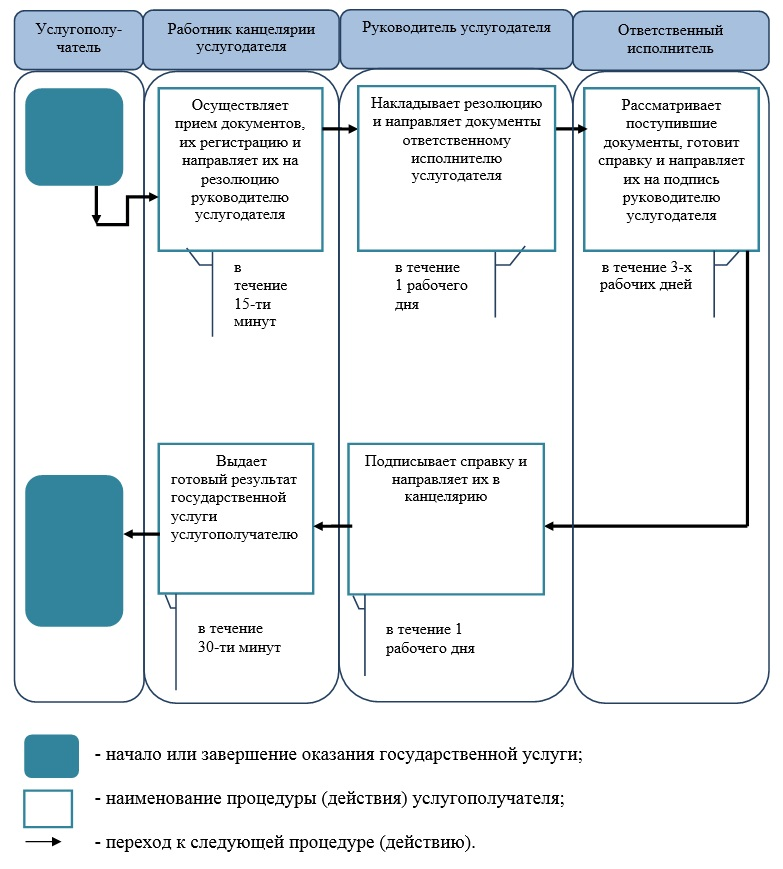 Услугополу-
чатель
Работник канцелярии
услугодателя
Руководитель услугодателя
Ответственный
исполнитель
Осуществляет
прием документов,
их регистрацию и
направляет их на
резолюцию
руководителю
услугодателя
Накладывает резолюцию
и направляет документы
ответственному
исполнителю
услугодателя
Рассматривает
поступившие
документы, готовит
справку и направляет
их на подпись
руководителю
услугодателя
в
течение
15-ти
минут
в течение
1 рабочего
дня
в течение 3-х
рабочих дней
Выдает
готовый результат
государственной
услуги
услугополучателю
Подписывает справку и
направляет их в
канцелярию
в течение
30-ти минут
в течение 1
рабочего дня
- начало или завершение оказания государственной услуги;
- наименование процедуры (действия) услугополучателя;
- переход к следующей процедуре (действию).